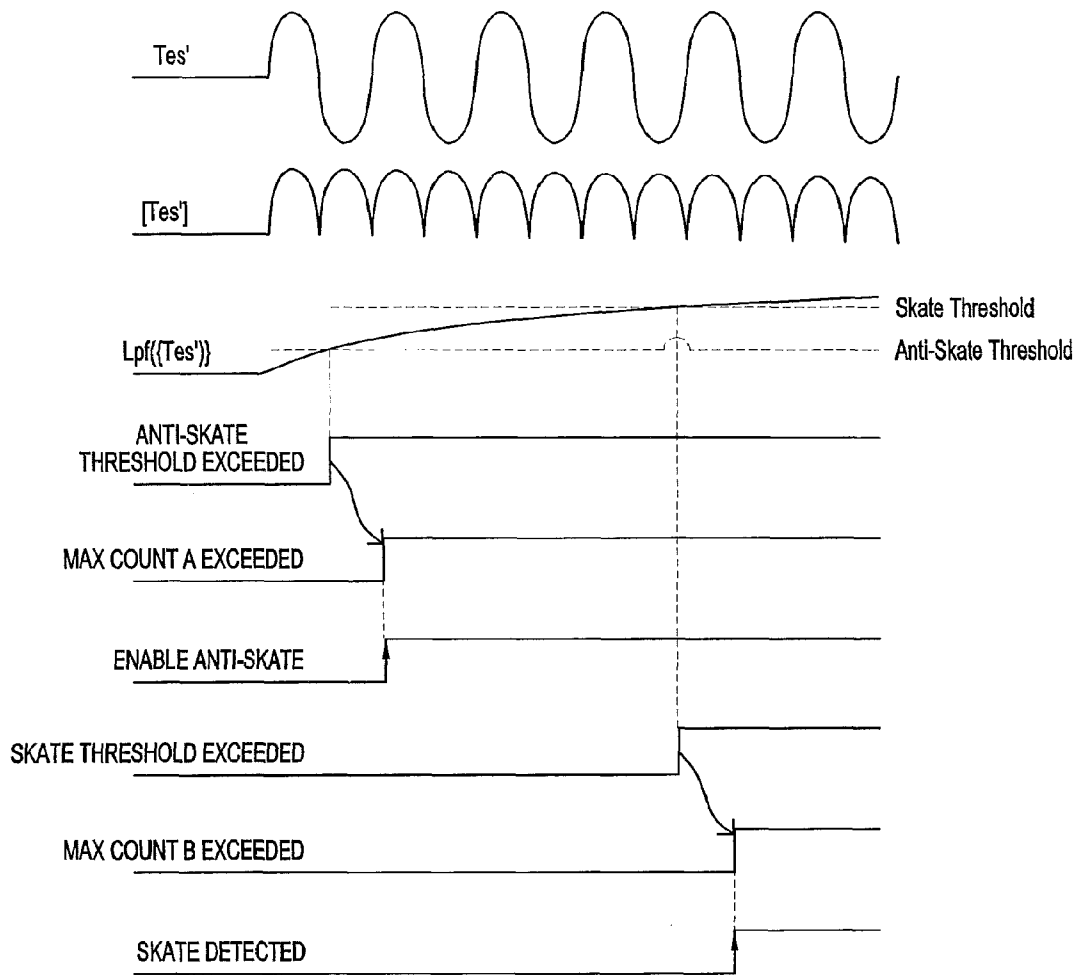 Tes'
[Tes']
Skate Threshold
Lpf({Tes')}
Anti-Skate Threshold
ANTI-SKATE
THRESHOLD EXCEEDED
MAX COUNT A EXCEEDED
ENABLE ANTI-SKATE
SKATE THRESHOLD EXCEEDED
MAX COUNT B EXCEEDED
SKATE DETECTED